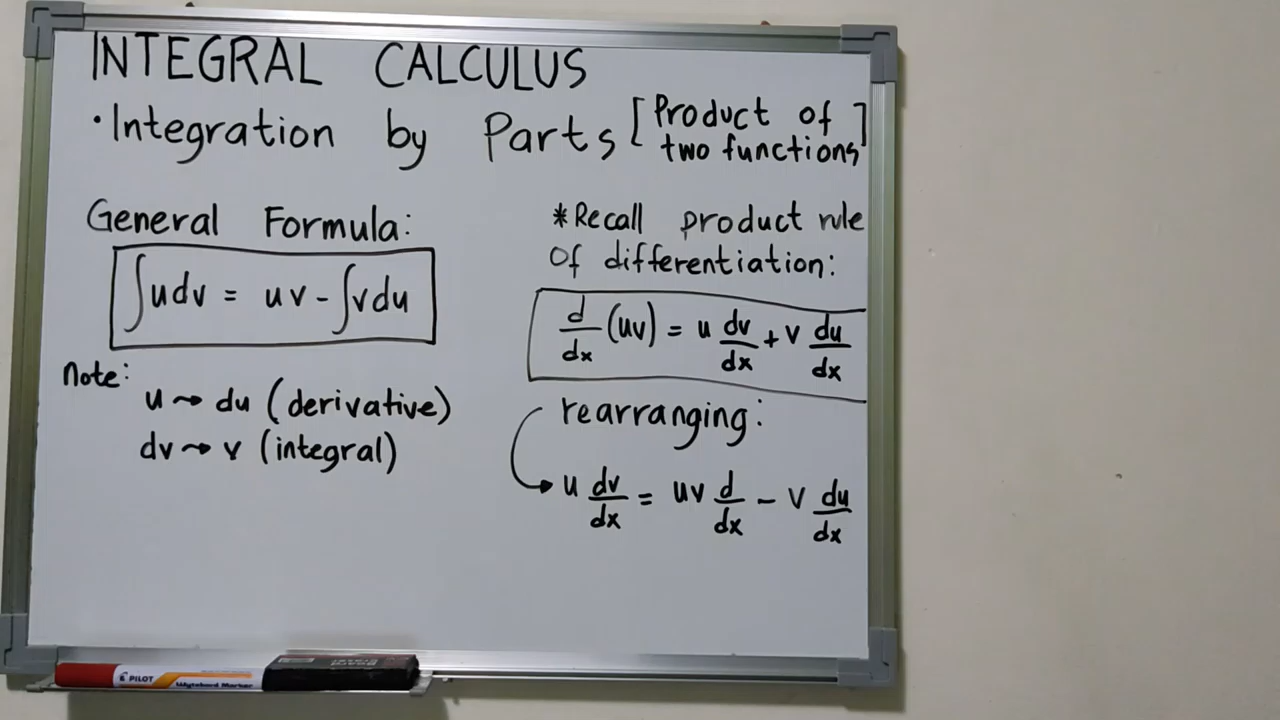 INTEGRAL CALCULUS
• Integration by Parts [Product of two functions]
General Formula:
∫udv = uv - ∫vdu
Note:
u ⇝ du (derivative)
dv ⇝ v (integral)
*Recall product rule
of differentiation:
d/dx (uv) = u dv/dx + v du/dx
rearranging:
u dv/dx = uv d/dx - v du/dx
PILOT
Wyteboard Marker